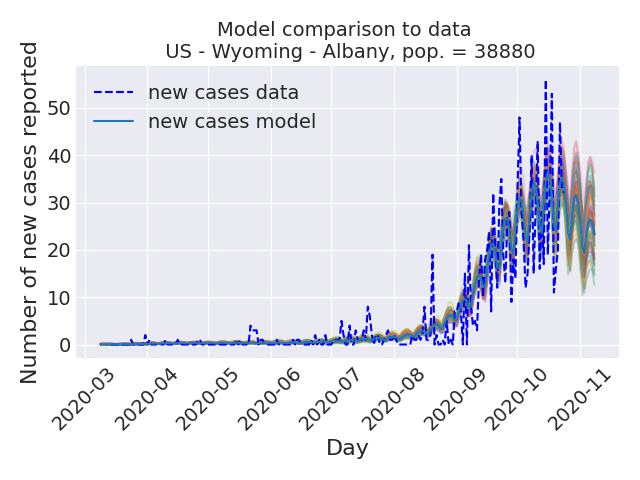 Model comparison to data
US - Wyoming - Albany, pop. = 38880
new cases data
new cases model
Number of new cases reported
50
40
30
20
10
0
2020-03
2020-04
2020-05
2020-06
2020-07
2020-08
2020-09
2020-10
2020-11
Day